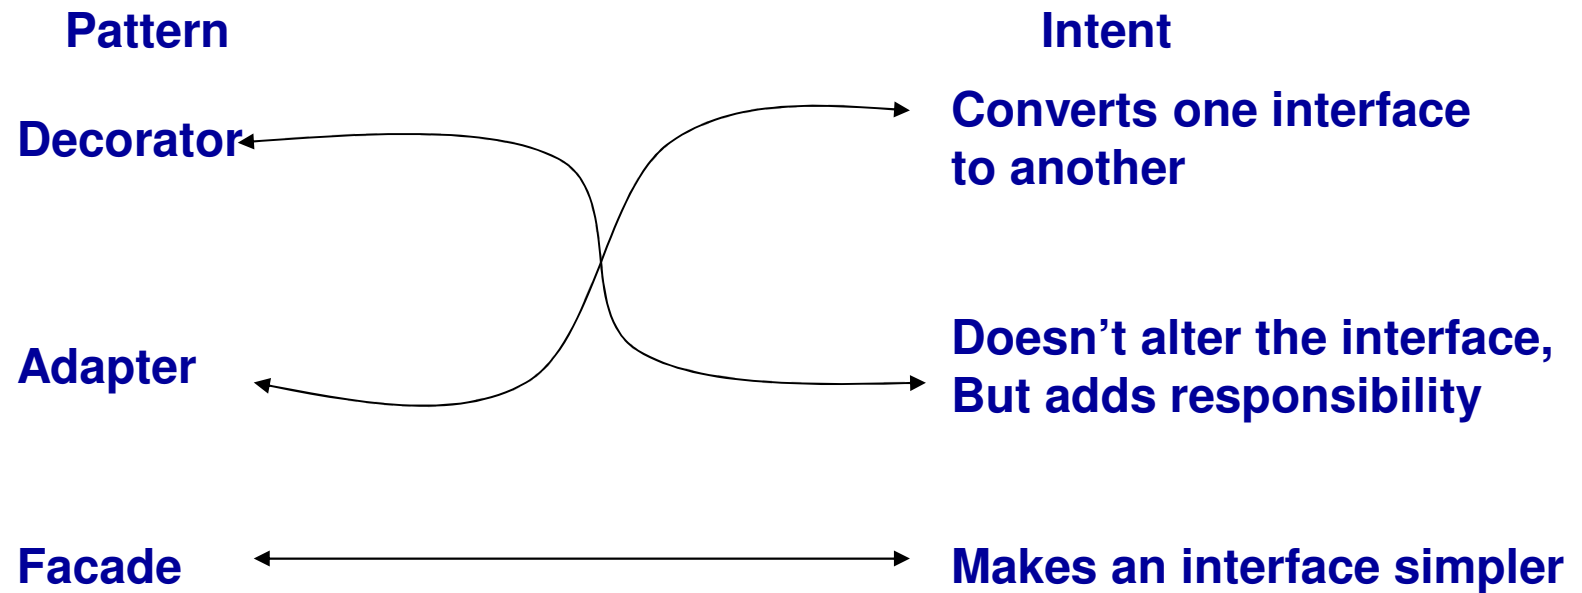 Pattern
Intent
Decorator
Converts one interface
to another
Adapter
Doesn’t alter the interface,
But adds responsibility
Facade
Makes an interface simpler